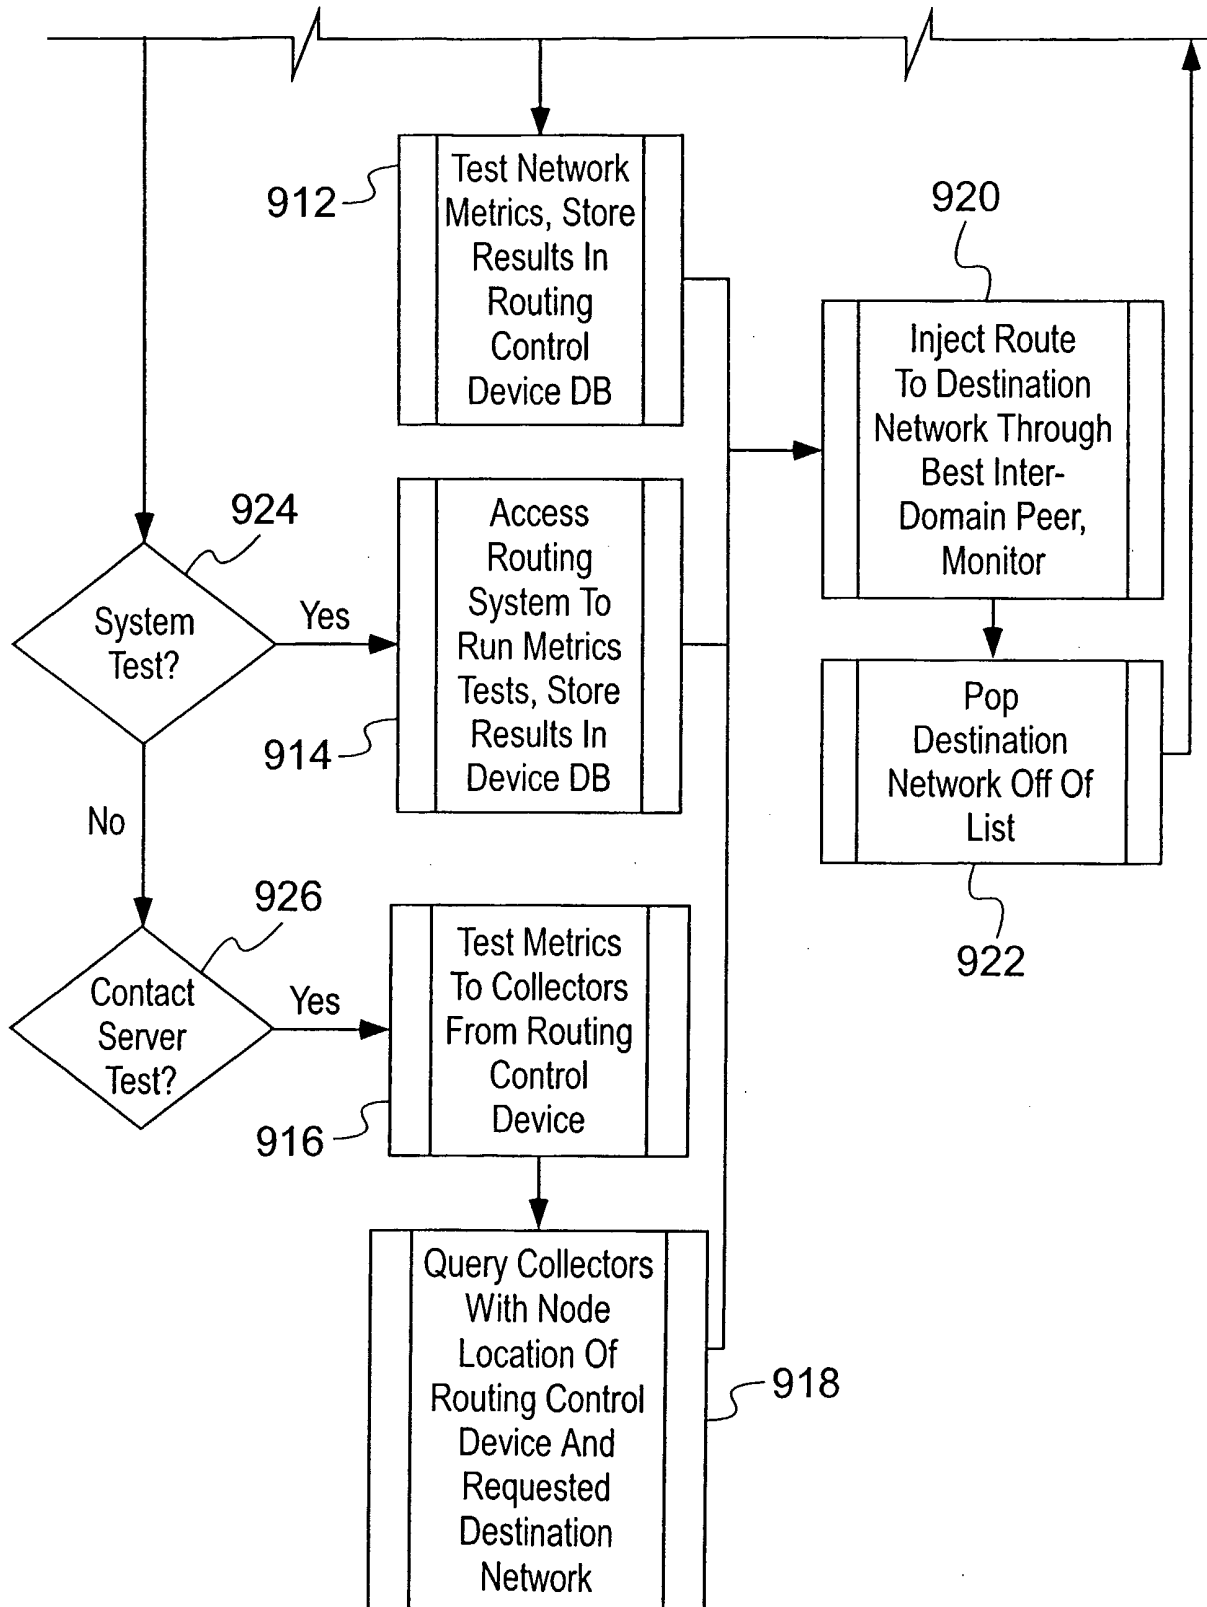 912
Test Network
Metrics, Store
Results In
Routing
Control
Device DB
920
Inject Route
To Destination
Network Through
Best Inter-
Domain Peer,
Monitor
924
System
Test?
Yes
No
914
Access
Routing
System To
Run Metrics
Tests, Store
Results In
Device DB
Pop
Destination
Network Off Of
List
922
926
Contact
Server
Test?
Yes
916
Test Metrics
To Collectors
From Routing
Control
Device
Query Collectors
With Node
Location Of
Routing Control
Device And
Requested
Destination
Network
918